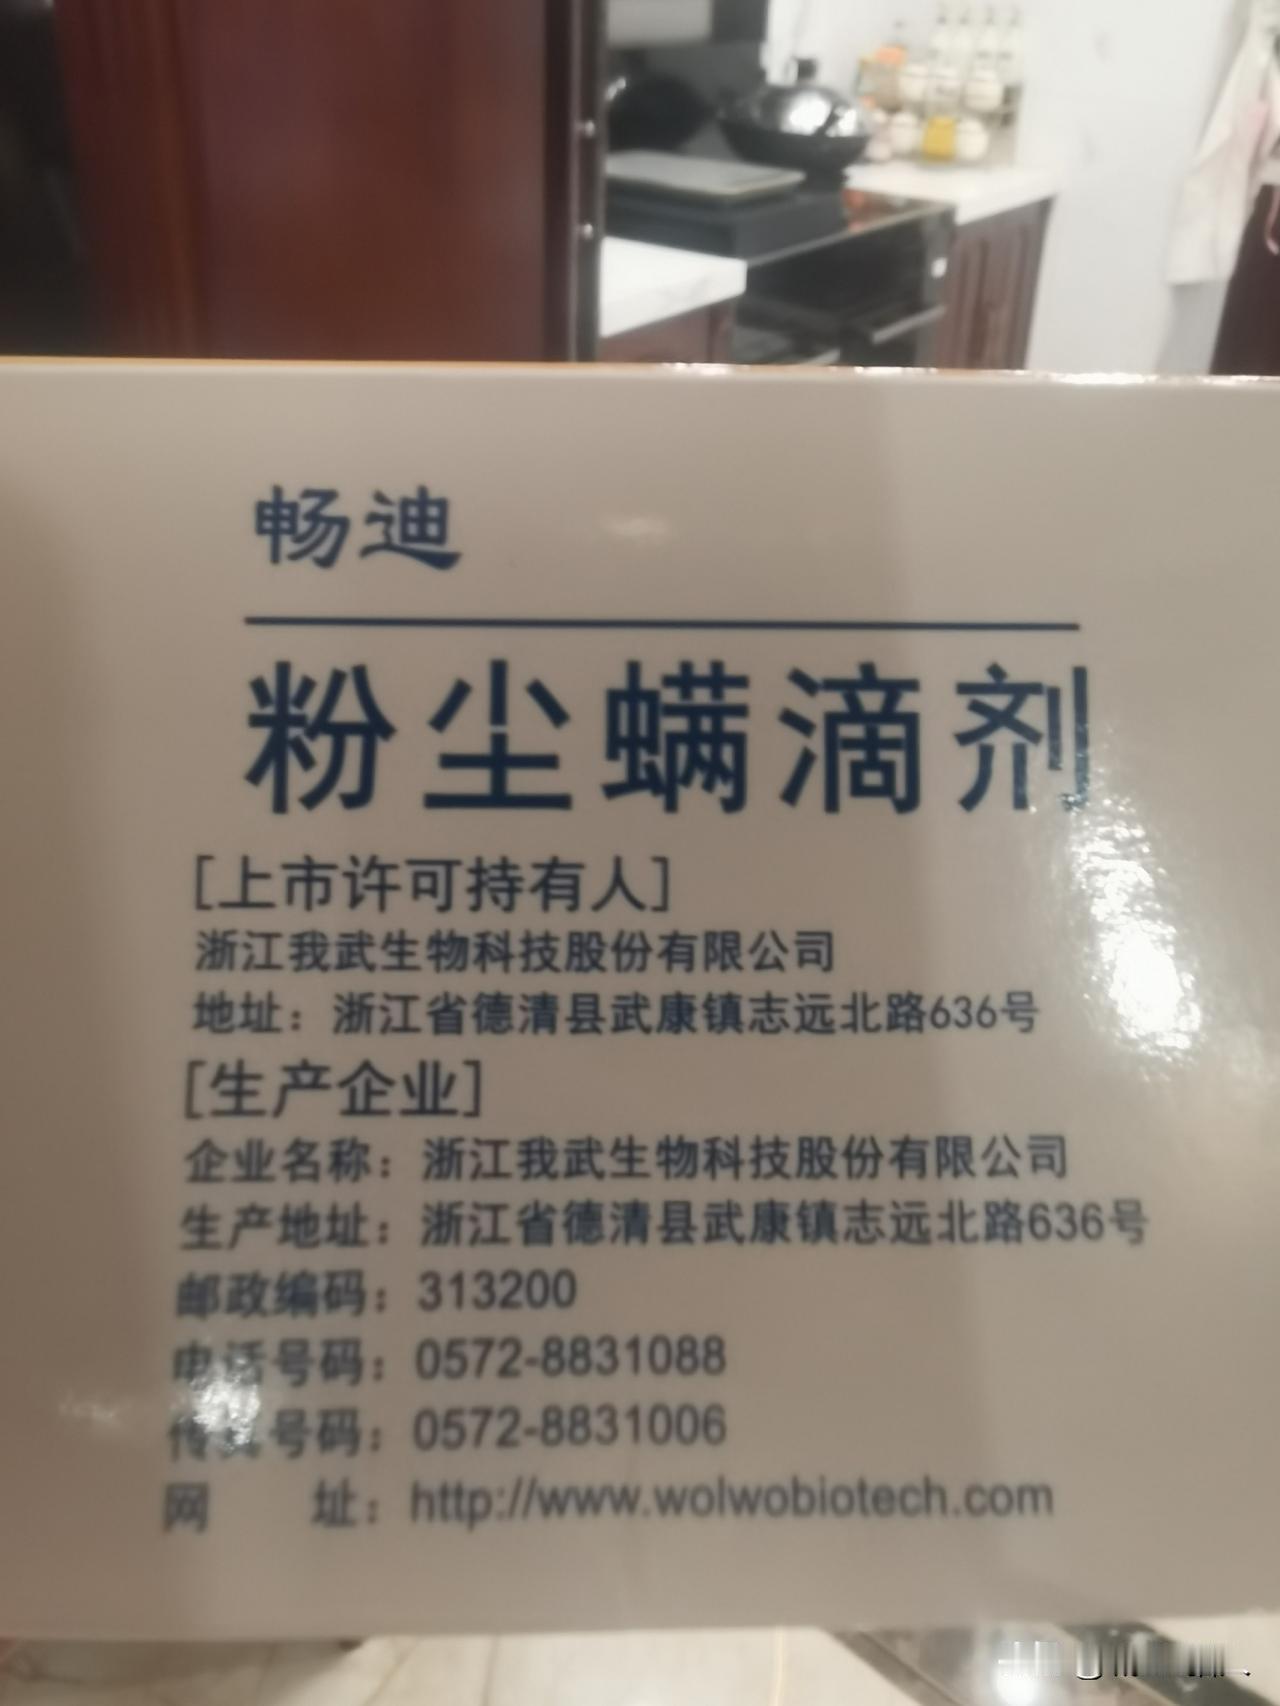 畅迪
粉尘螨滴剂
[上市许可持有人]
浙江我武生物科技股份有限公司
地址：浙江省德清县武康镇志远北路636号
[生产企业]
企业名称：浙江我武生物科技股份有限公司
生产地址：浙江省德清县武康镇志远北路636号
邮政编码：313200
电话号码：0572-8831088
传真号码：0572-8831006
网　　址：http://www.wolwobiotech.com